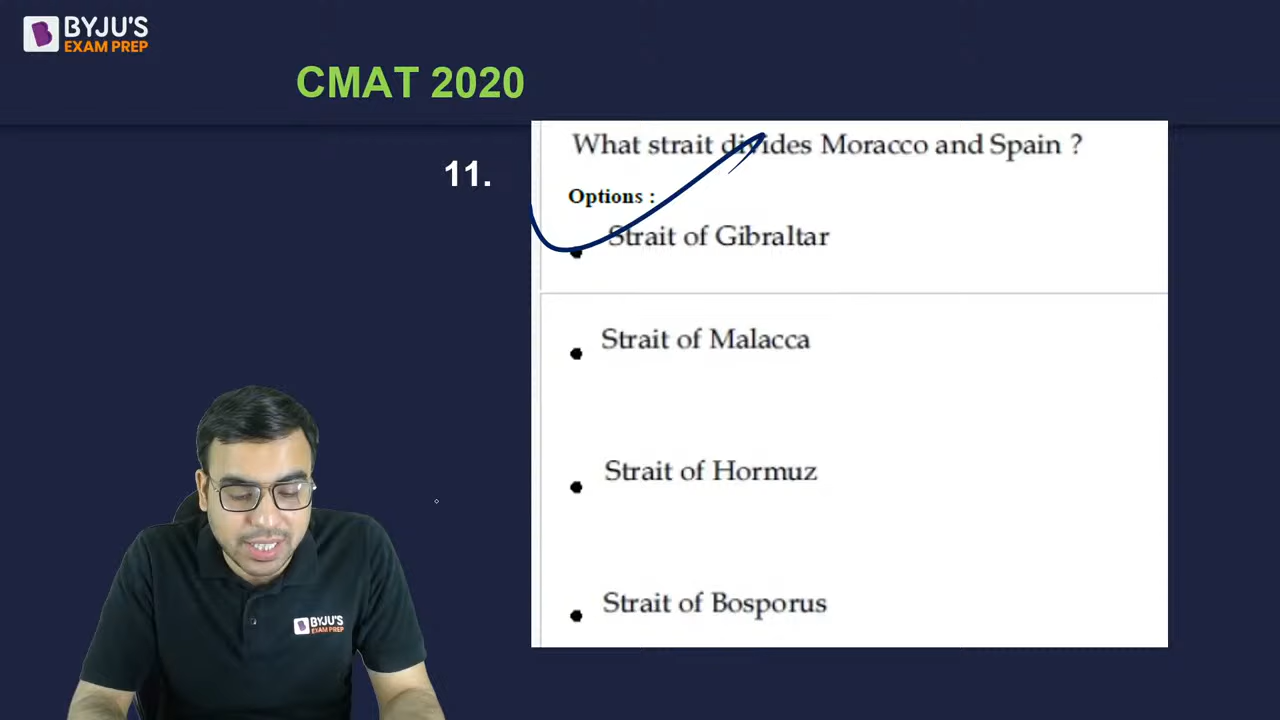 BYJU'S
EXAM PREP
CMAT 2020
11.
What strait divides Moracco and Spain ?
Options :
Strait of Gibraltar
Strait of Malacca
Strait of Hormuz
Strait of Bosporus
BYJU'S
EXAM PREP